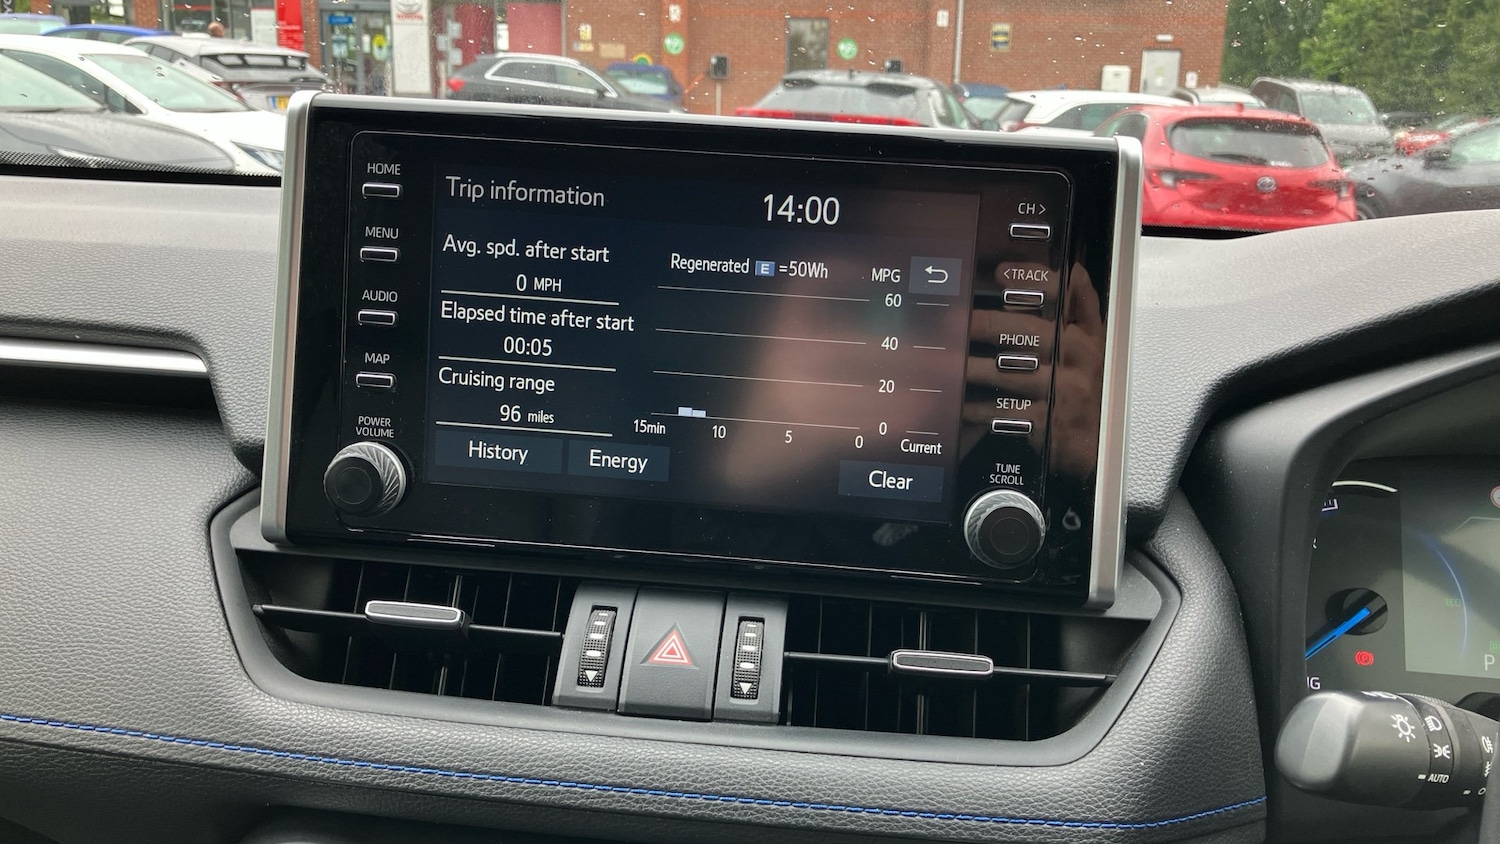 HOME
MENU
AUDIO
MAP
POWER
VOLUME
Trip information
14:00
Avg. spd. after start
0 MPH
Elapsed time after start
00:05
Cruising range
96 miles
Regenerated E =50Wh
MPG
60
40
20
0
15min 10 5 0
Current
History
Energy
Clear
CH >
< TRACK
PHONE
SETUP
TUNE
SCROLL
ECO
P
AUTO